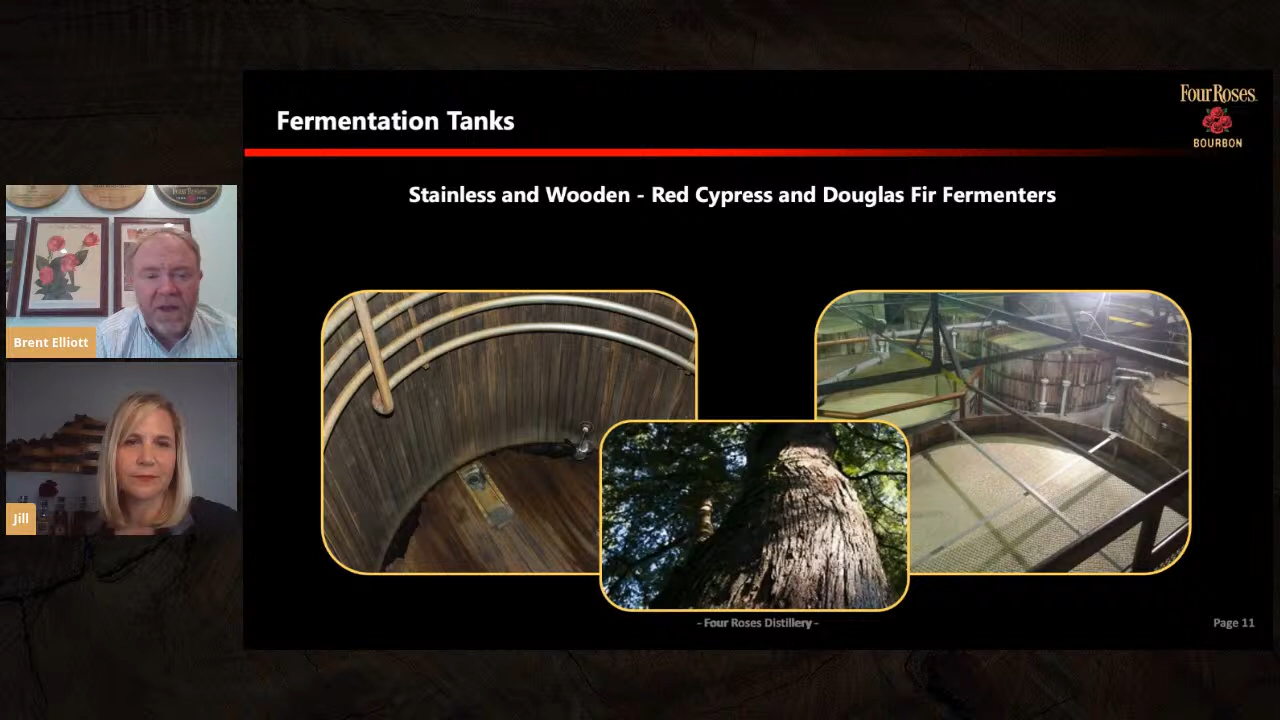 Fermentation Tanks
Four Roses
BOURBON
Stainless and Wooden - Red Cypress and Douglas Fir Fermenters
Brent Elliott
Jill
- Four Roses Distillery -
Page 11